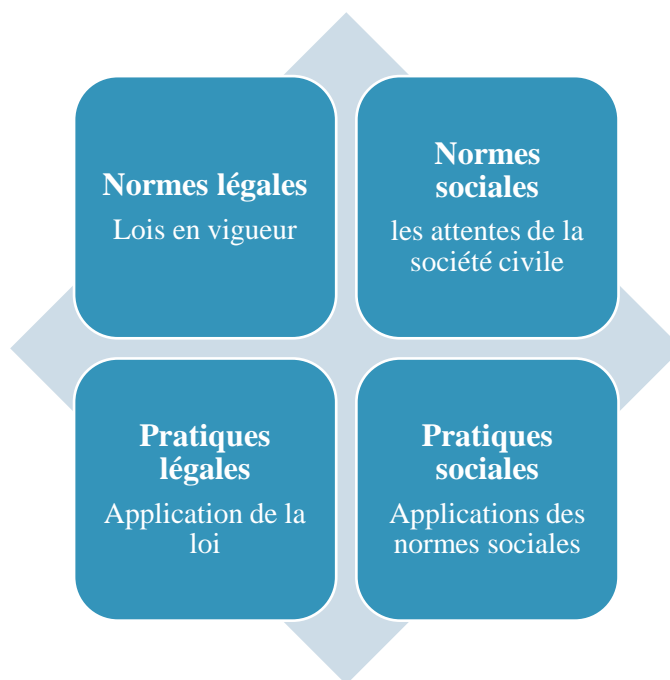 Normes légales
Lois en vigueur
Normes
sociales
les attentes de la
société civile
Pratiques
légales
Application de la
loi
Pratiques
sociales
Applications des
normes sociales